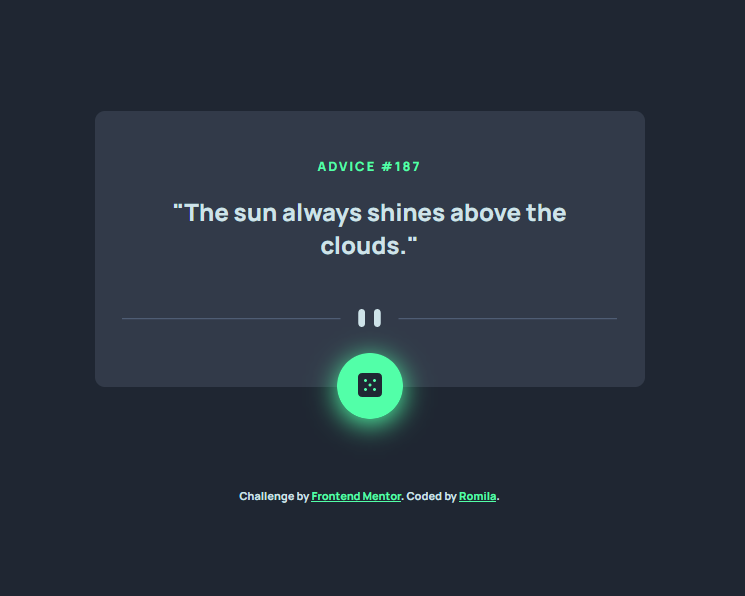 ADVICE #187
"The sun always shines above the
clouds."
Challenge by Frontend Mentor. Coded by Romila.